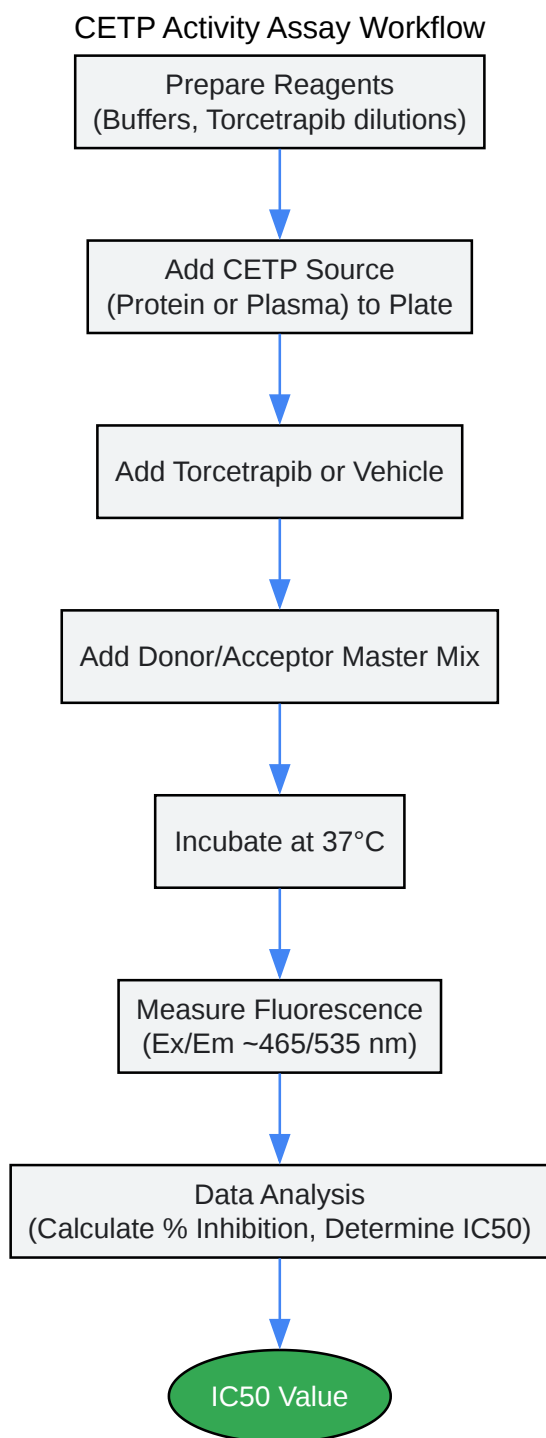 CETP Activity Assay Workflow
Prepare Reagents
(Buffers, Torcetrapib dilutions)
Add CETP Source
(Protein or Plasma) to Plate
Add Torcetrapib or Vehicle
Add Donor/Acceptor Master Mix
Incubate at 37°C
Measure Fluorescence
(Ex/Em ~465/535 nm)
Data Analysis
(Calculate % Inhibition, Determine IC50)
IC50 Value